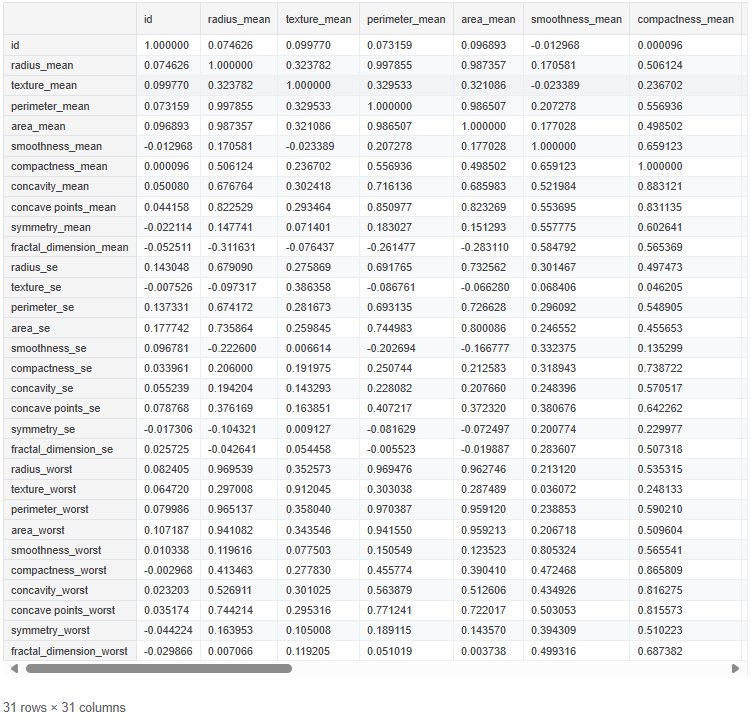 id radius_mean texture_mean perimeter_mean area_mean smoothness_mean compactness_mean
id 1.000000 0.074626 0.099770 0.073159 0.096893 -0.012968 0.000096
radius_mean 0.074626 1.000000 0.323782 0.997855 0.987357 0.170581 0.506124
texture_mean 0.099770 0.323782 1.000000 0.329533 0.321086 -0.023389 0.236702
perimeter_mean 0.073159 0.997855 0.329533 1.000000 0.986507 0.207278 0.556936
area_mean 0.096893 0.987357 0.321086 0.986507 1.000000 0.177028 0.498502
smoothness_mean -0.012968 0.170581 -0.023389 0.207278 0.177028 1.000000 0.659123
compactness_mean 0.000096 0.506124 0.236702 0.556936 0.498502 0.659123 1.000000
concavity_mean 0.050080 0.676764 0.302418 0.716136 0.685983 0.521984 0.883121
concave points_mean 0.044158 0.822529 0.293464 0.850977 0.823269 0.553695 0.831135
symmetry_mean -0.022114 0.147741 0.071401 0.183027 0.151293 0.557775 0.602641
fractal_dimension_mean -0.052511 -0.311631 -0.076437 -0.261477 -0.283110 0.584792 0.565369
radius_se 0.143048 0.679090 0.275869 0.691765 0.732562 0.301467 0.497473
texture_se -0.007526 -0.097317 0.386358 -0.086761 -0.066280 0.068406 0.046205
perimeter_se 0.137331 0.674172 0.281673 0.693135 0.726628 0.296092 0.548905
area_se 0.177742 0.735864 0.259845 0.744983 0.800086 0.246552 0.455653
smoothness_se 0.096781 -0.222600 0.006614 -0.202694 -0.166777 0.332375 0.135299
compactness_se 0.033961 0.206000 0.191975 0.250744 0.212583 0.318943 0.738722
concavity_se 0.055239 0.194204 0.143293 0.228082 0.207660 0.248396 0.570517
concave points_se 0.078768 0.376169 0.163851 0.407217 0.372320 0.380676 0.642262
symmetry_se -0.017306 -0.104321 0.009127 -0.081629 -0.072497 0.200774 0.229977
fractal_dimension_se 0.025725 -0.042641 0.054458 -0.005523 -0.019887 0.283607 0.507318
radius_worst 0.082405 0.969539 0.352573 0.969476 0.962746 0.213120 0.535315
texture_worst 0.064720 0.297008 0.912045 0.303038 0.287489 0.036072 0.248133
perimeter_worst 0.079986 0.965137 0.358040 0.970387 0.959120 0.238853 0.590210
area_worst 0.107187 0.941082 0.343546 0.941550 0.959213 0.206718 0.509604
smoothness_worst 0.010338 0.119616 0.077503 0.150549 0.123523 0.805324 0.565541
compactness_worst -0.002968 0.413463 0.277830 0.455774 0.390410 0.472468 0.865809
concavity_worst 0.023203 0.526911 0.301025 0.563879 0.512606 0.434926 0.816275
concave points_worst 0.035174 0.744214 0.295316 0.771241 0.722017 0.503053 0.815573
symmetry_worst -0.044224 0.163953 0.105008 0.189115 0.143570 0.394309 0.510223
fractal_dimension_worst -0.029866 0.007066 0.119205 0.051019 0.003738 0.499316 0.687382
31 rows × 31 columns